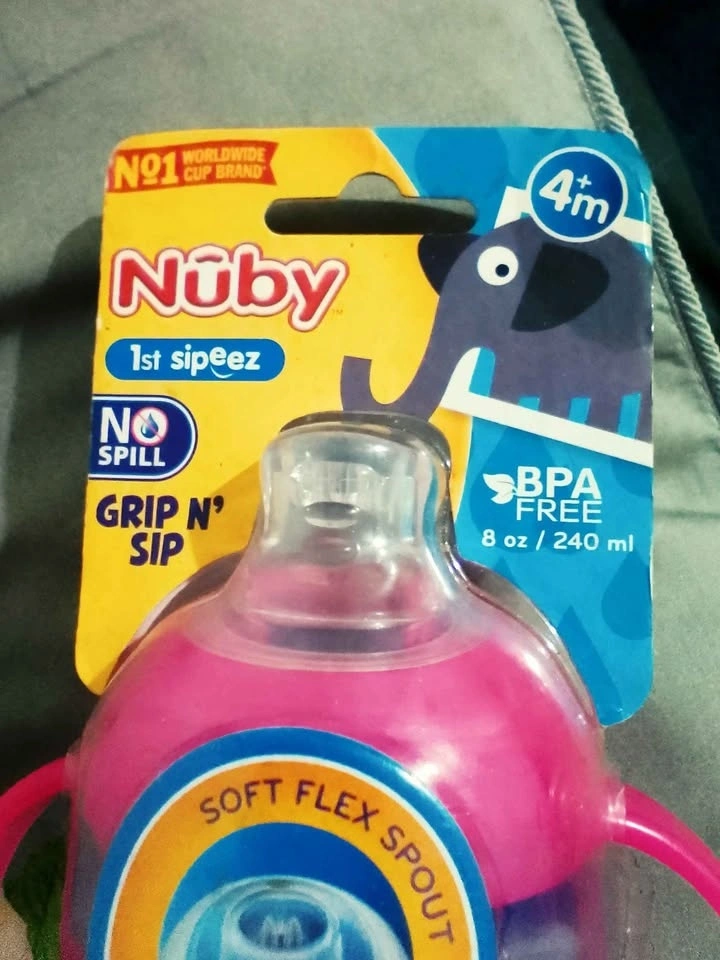 No1 WORLDWIDE
CUP BRAND*
4+m
Nûby™
1st sipeez
NO
SPILL
GRIP N'
SIP
BPA
FREE
8 oz / 240 ml
SOFT FLEX SPOUT